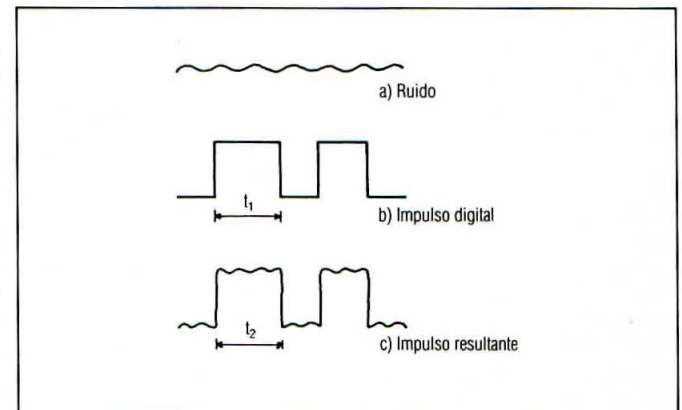 a) Ruido
t₁
b) Impulso digital
t₂
c) Impulso resultante